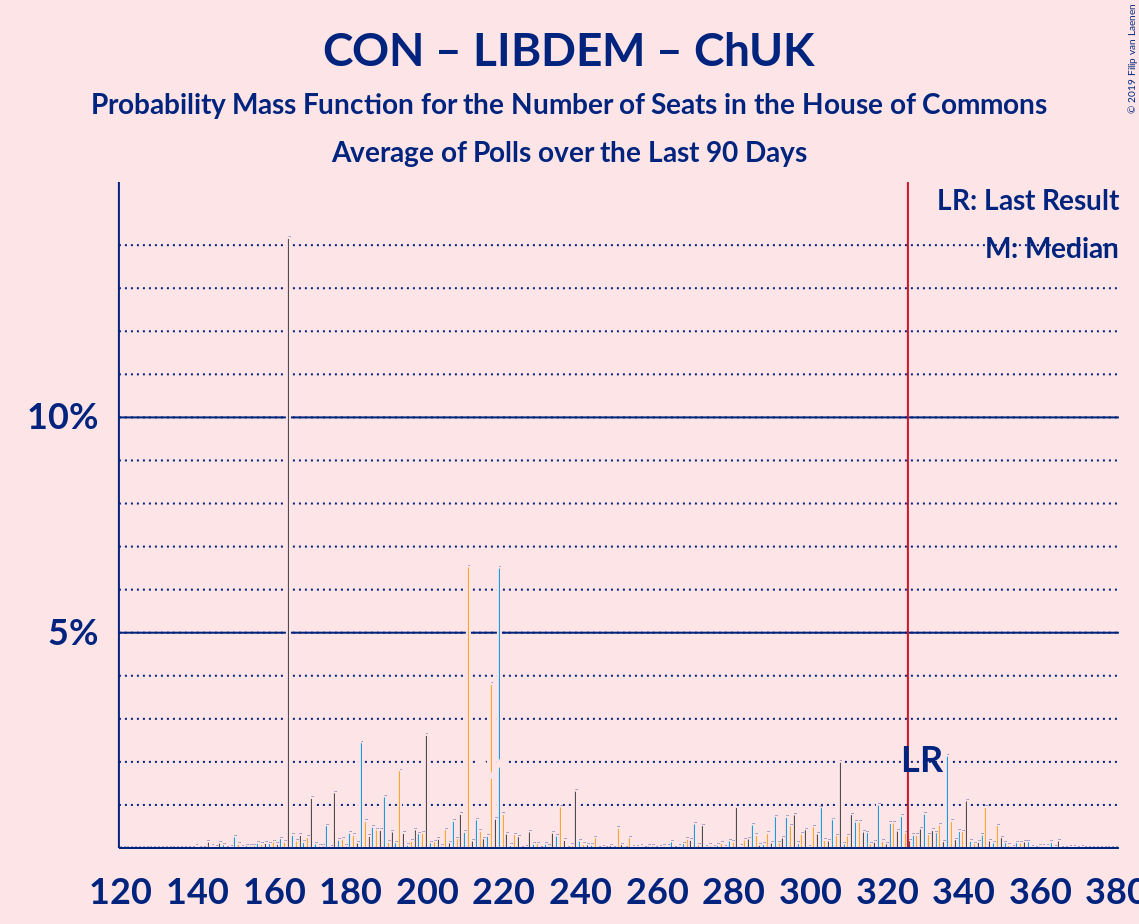 CON – LIBDEM – ChUK
Probability Mass Function for the Number of Seats in the House of Commons
Average of Polls over the Last 90 Days
© 2019 Filip van Laenen
LR: Last Result
M: Median
10%
5%
LR
120 140 160 180 200 220 240 260 280 300 320 340 360 380